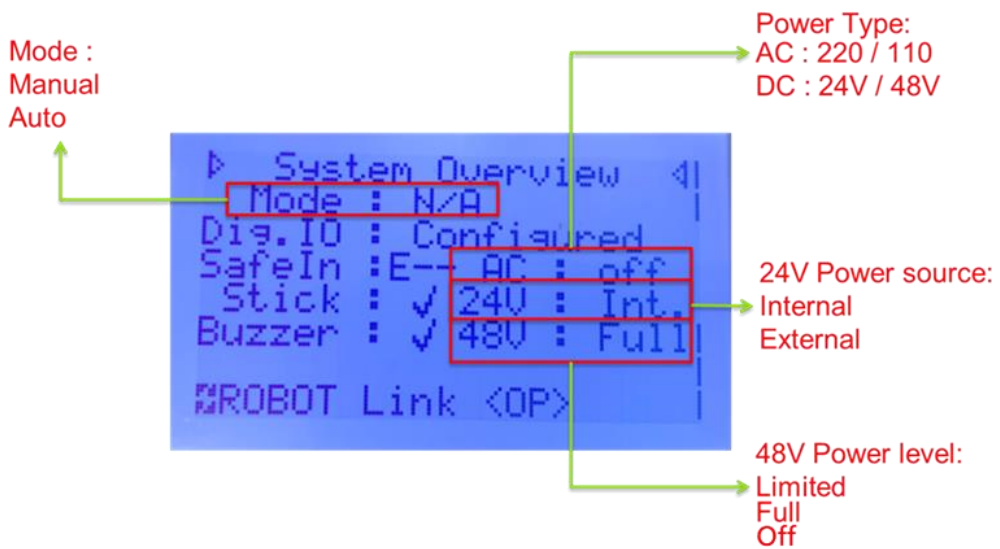 Mode :
Manual
Auto
Power Type:
AC : 220 / 110
DC : 24V / 48V
System Overview
Mode : N/A
Dig.IO : Configured
SafeIn :E-- AC : off
Stick : ✓ 24V : Int.
Buzzer : ✓ 48V : Full
ROBOT Link <OP>
24V Power source:
Internal
External
48V Power level:
Limited
Full
Off